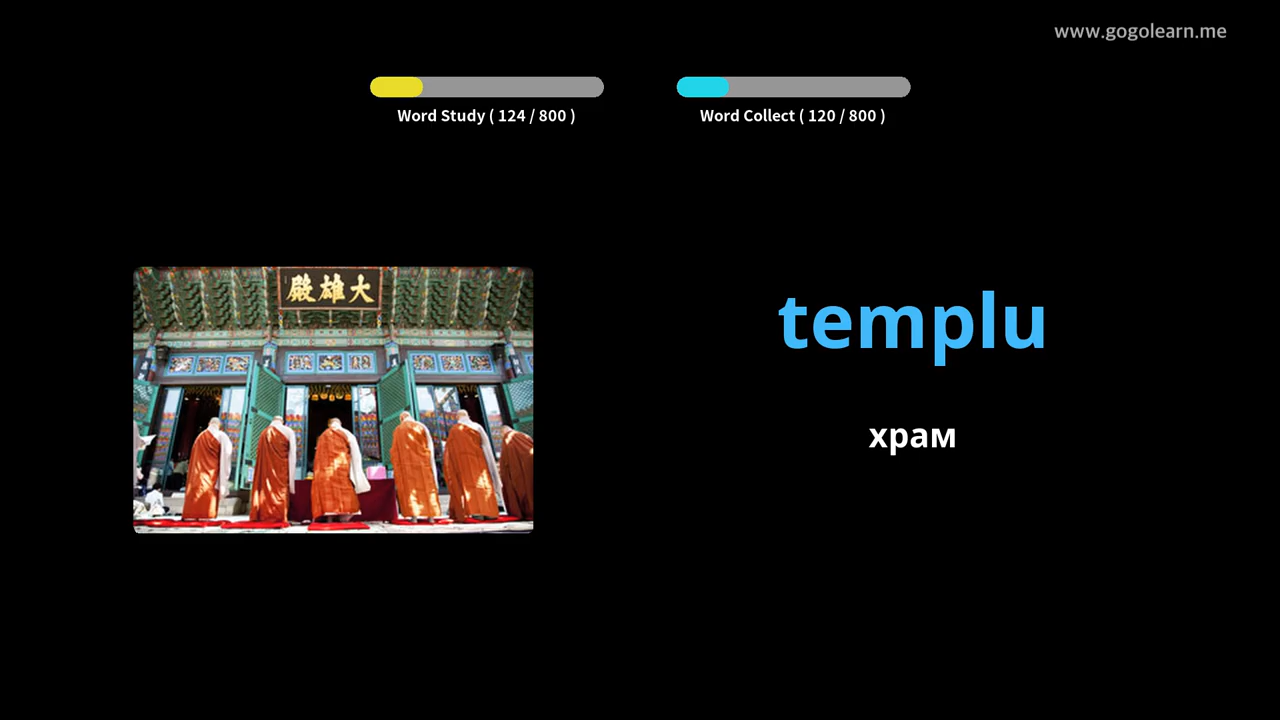 www.gogolearn.me
Word Study ( 124 / 800 )
Word Collect ( 120 / 800 )
殿雄大
templu
храм